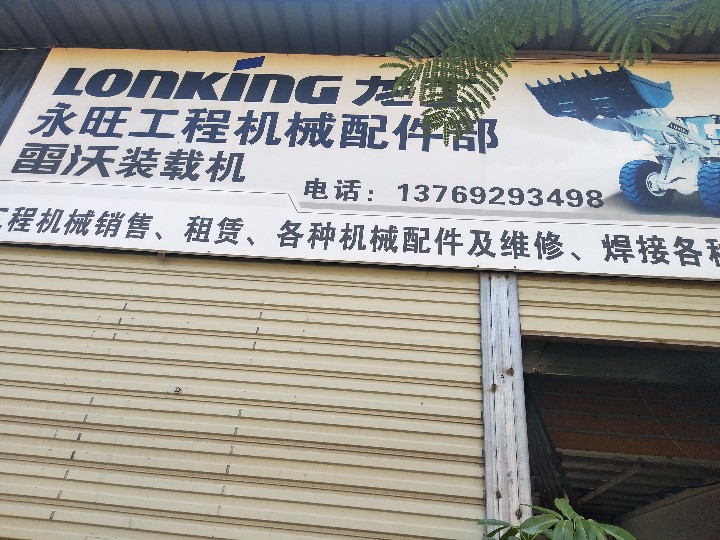 LONKING 龙工
永旺工程机械配件部
雷沃装载机
电话：13769293498
工程机械销售、租赁、各种机械配件及维修、焊接各种